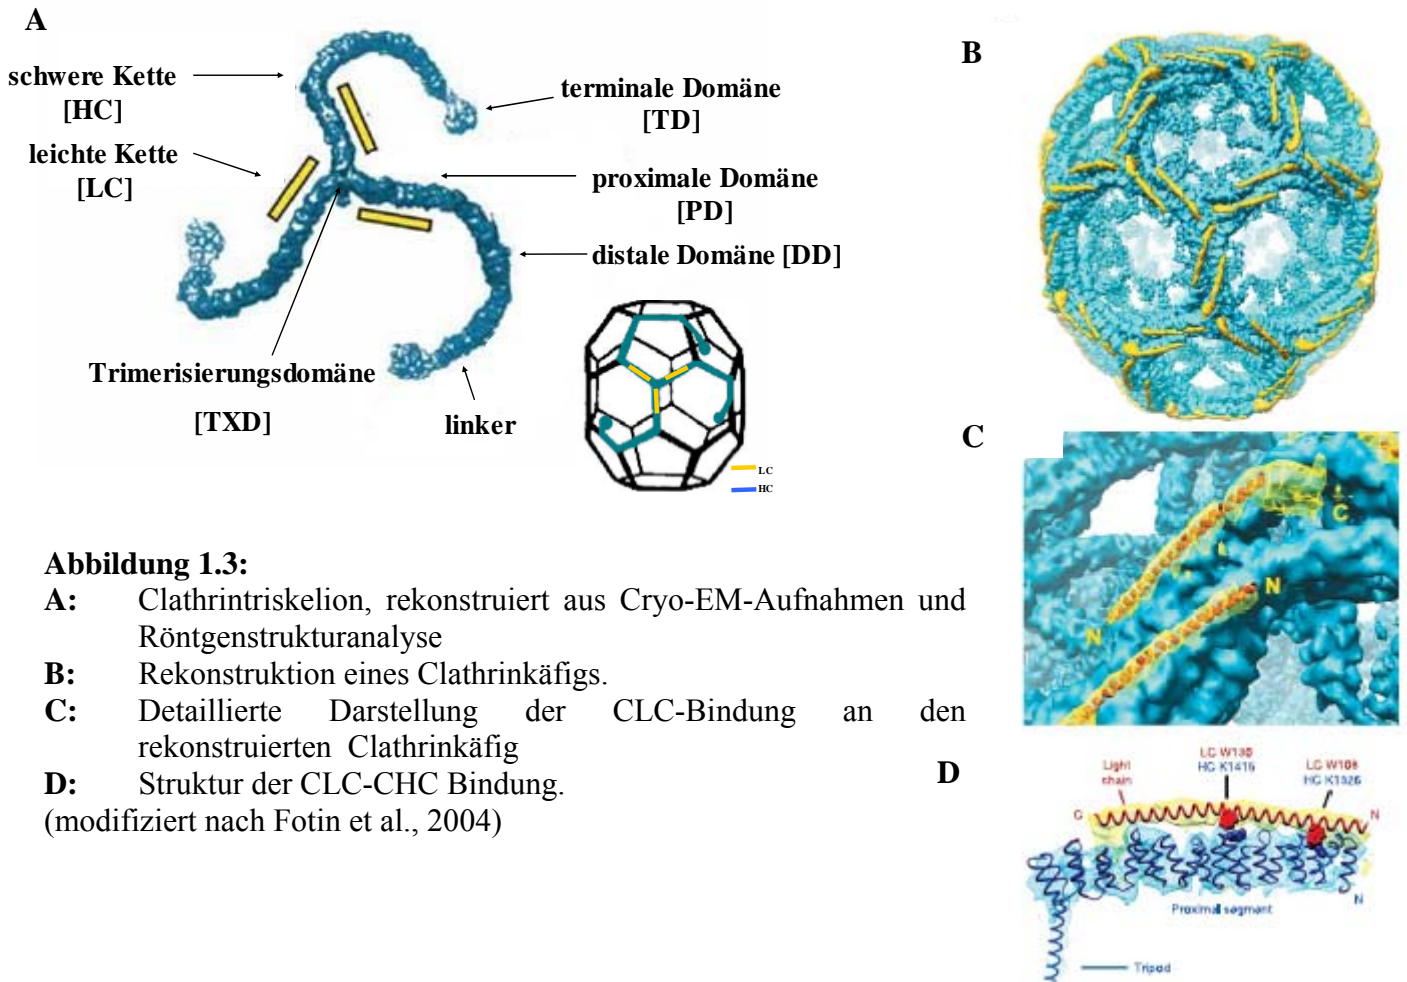 A
schwere Kette
[HC]
leichte Kette
[LC]
terminale Domäne
[TD]
proximale Domäne
[PD]
distale Domäne [DD]
Trimerisierungsdomäne
[TXD]
linker
LC
HC
B
C
N
C
N
D
Light
chain
LC W130
HC K1415
HC K1326
C
N
N
Proximal segment
Tripod
Abbildung 1.3:
A: Clathrintriskelion, rekonstruiert aus Cryo-EM-Aufnahmen und
Röntgenstrukturanalyse
B: Rekonstruktion eines Clathrinkäfigs.
C: Detaillierte Darstellung der CLC-Bindung an den
rekonstruierten Clathrinkäfig
D: Struktur der CLC-CHC Bindung.
(modifiziert nach Fotin et al., 2004)